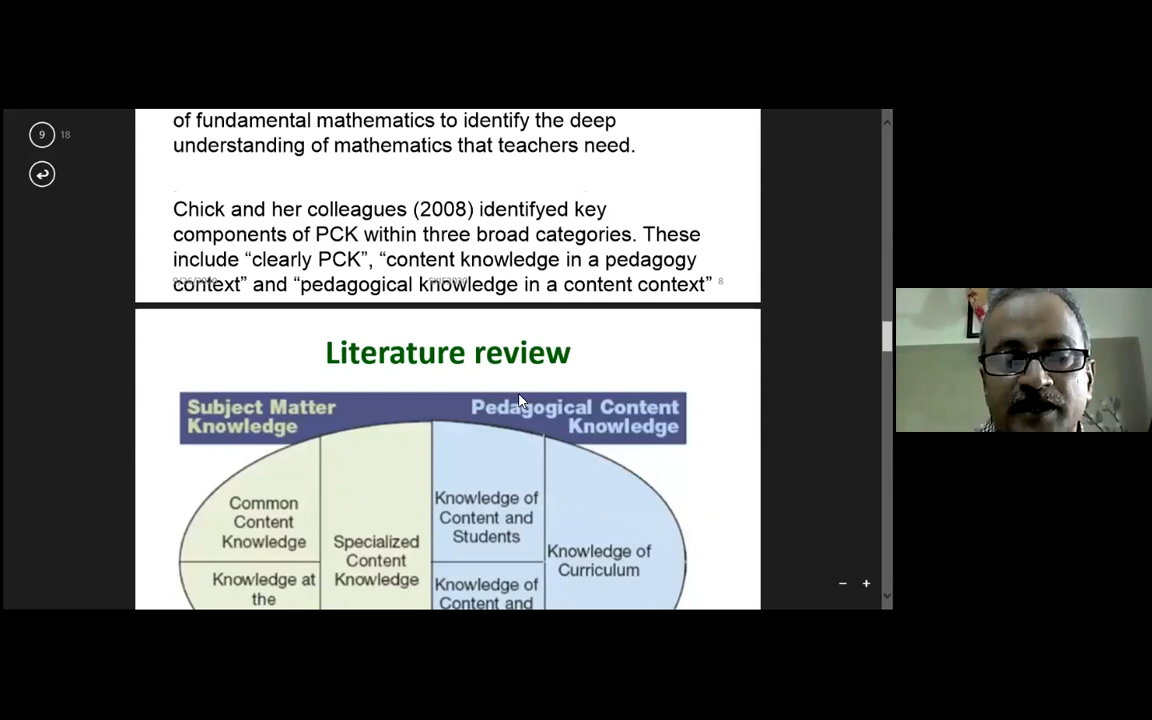 9 18
of fundamental mathematics to identify the deep
understanding of mathematics that teachers need.
Chick and her colleagues (2008) identifyed key
components of PCK within three broad categories. These
include “clearly PCK”, “content knowledge in a pedagogy
context” and “pedagogical knowledge in a content context”
8
Literature review
Subject Matter
Knowledge
Pedagogical Content
Knowledge
Common
Content
Knowledge
Knowledge at
the
Specialized
Content
Knowledge
Knowledge of
Content and
Students
Knowledge of
Content and
Knowledge of
Curriculum